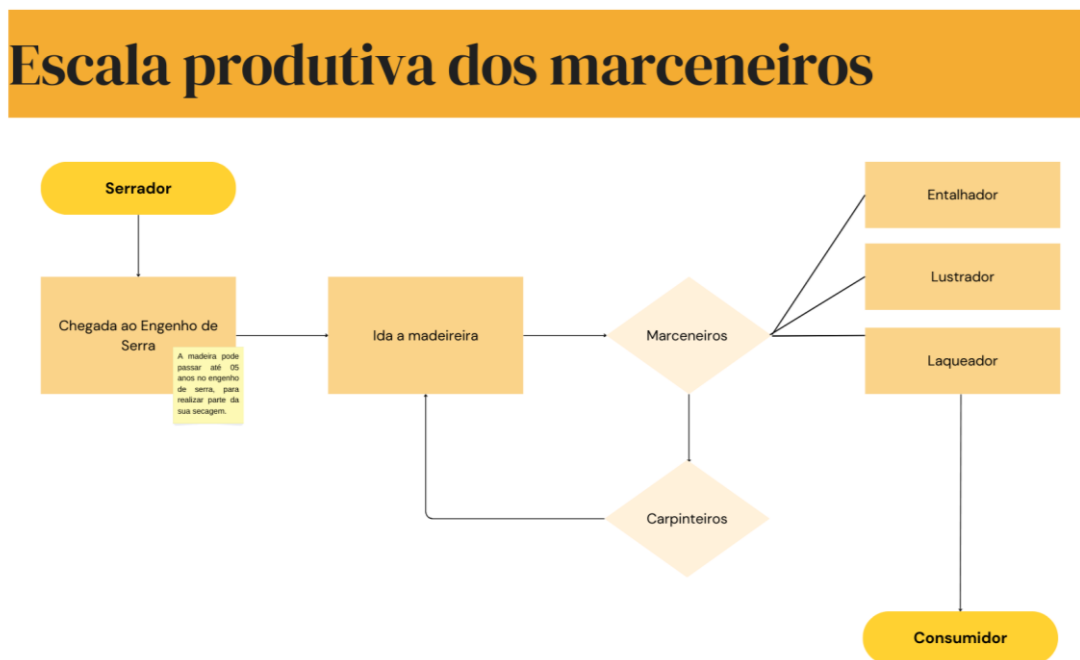 Escala produtiva dos marceneiros
Serrador
Chegada ao Engenho de
Serra
A madeira pode
passar até 05
anos no engenho
de serra, para
realizar parte da
sua secagem.
Ida a madeireira
Marceneiros
Carpinteiros
Entalhador
Lustrador
Laqueador
Consumidor